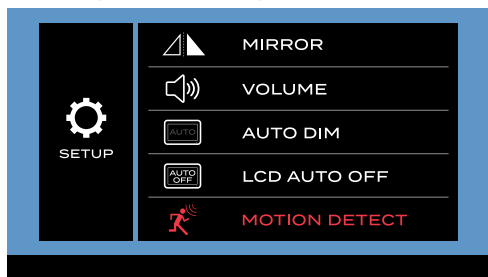 SETUP
MIRROR
VOLUME
AUTO
AUTO DIM
AUTO
OFF
LCD AUTO OFF
MOTION DETECT